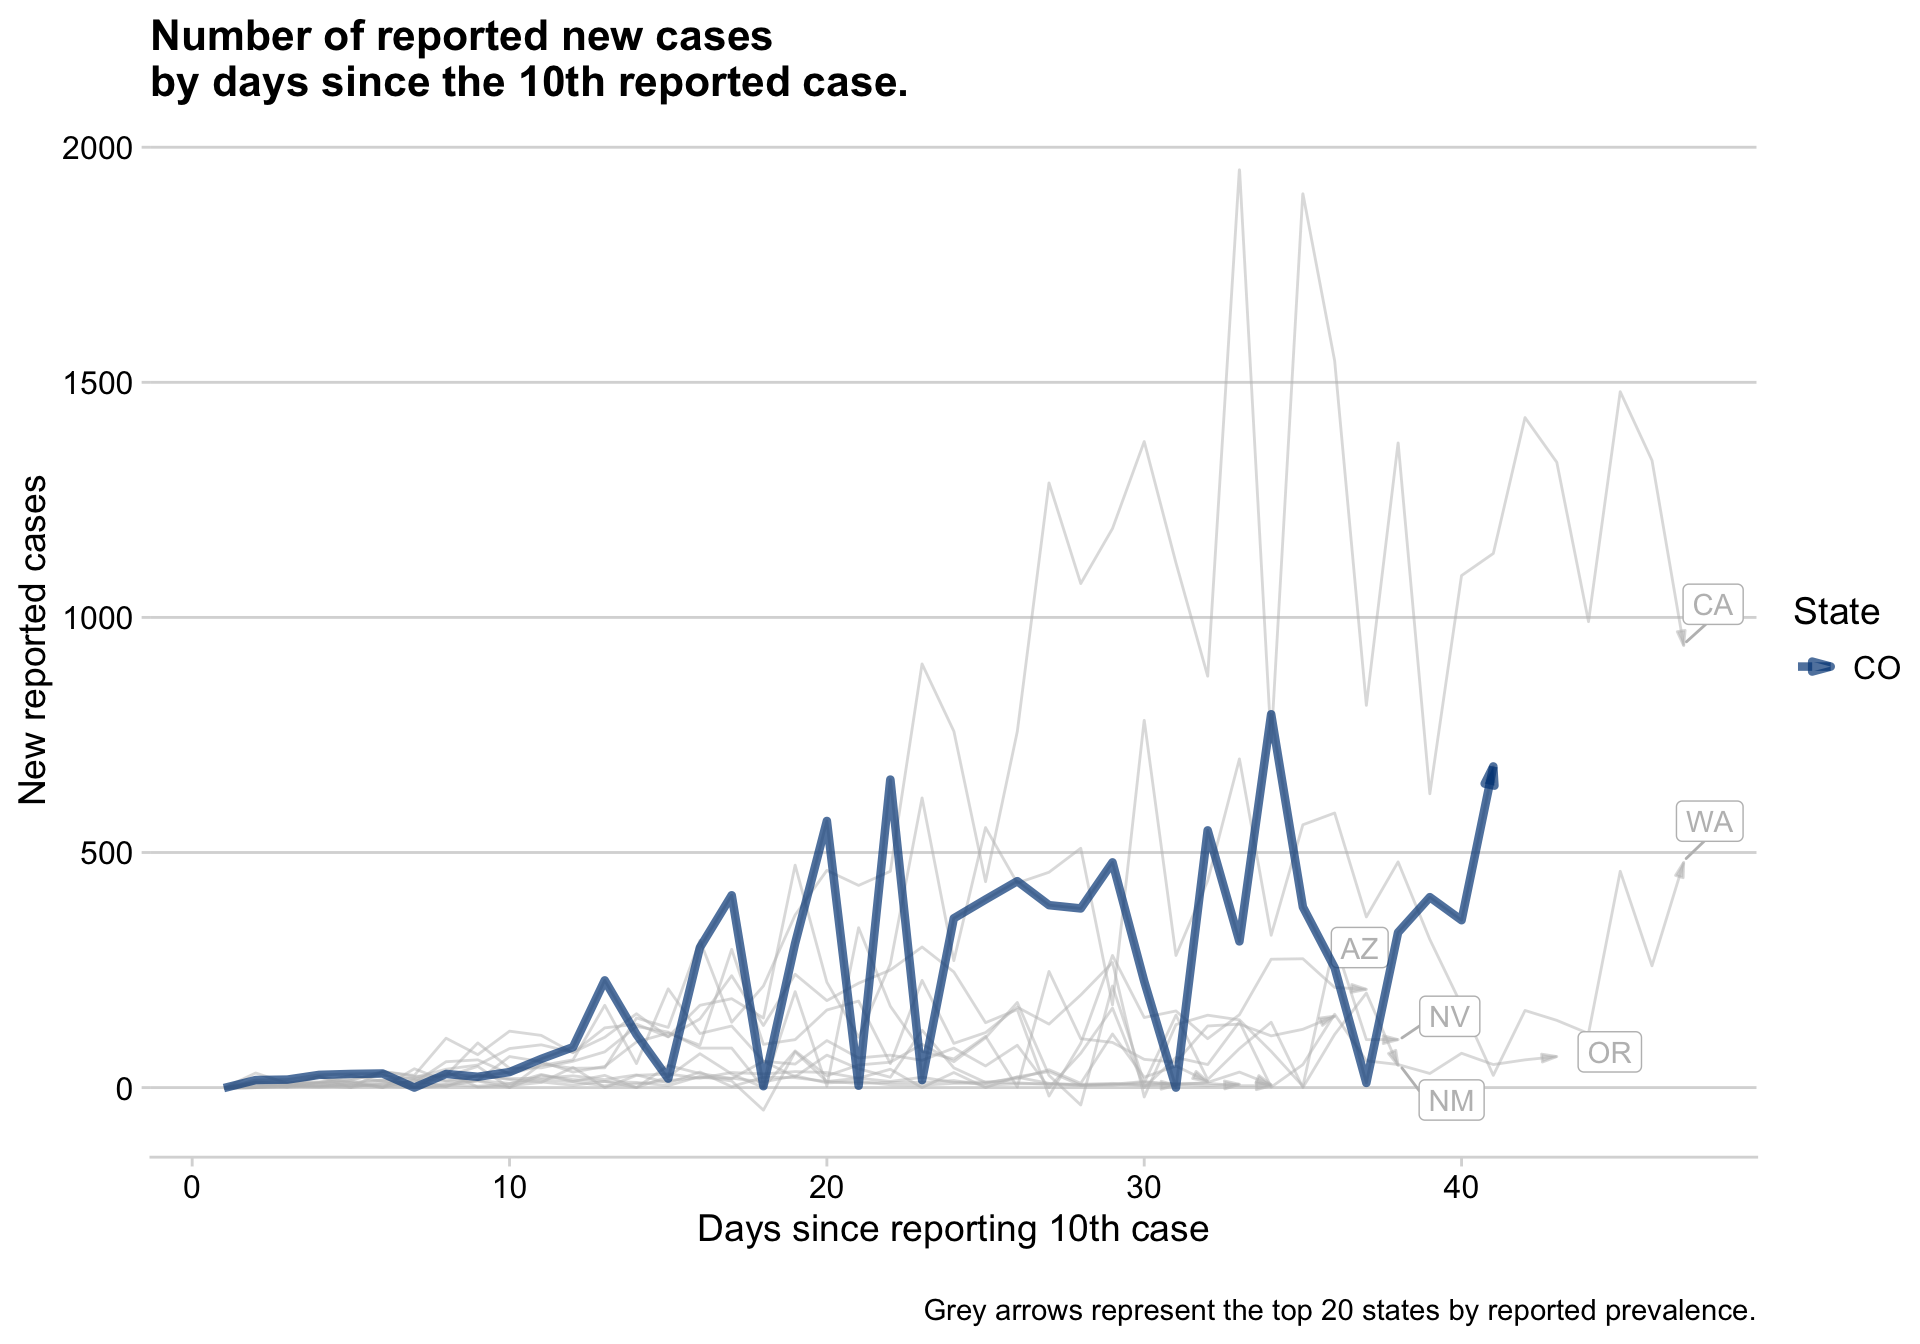 Number of reported new cases
by days since the 10th reported case.
2000
1500
1000
500
0
New reported cases
CA
WA
AZ
NV
OR
NM
State
CO
0 10 20 30 40
Days since reporting 10th case
Grey arrows represent the top 20 states by reported prevalence.